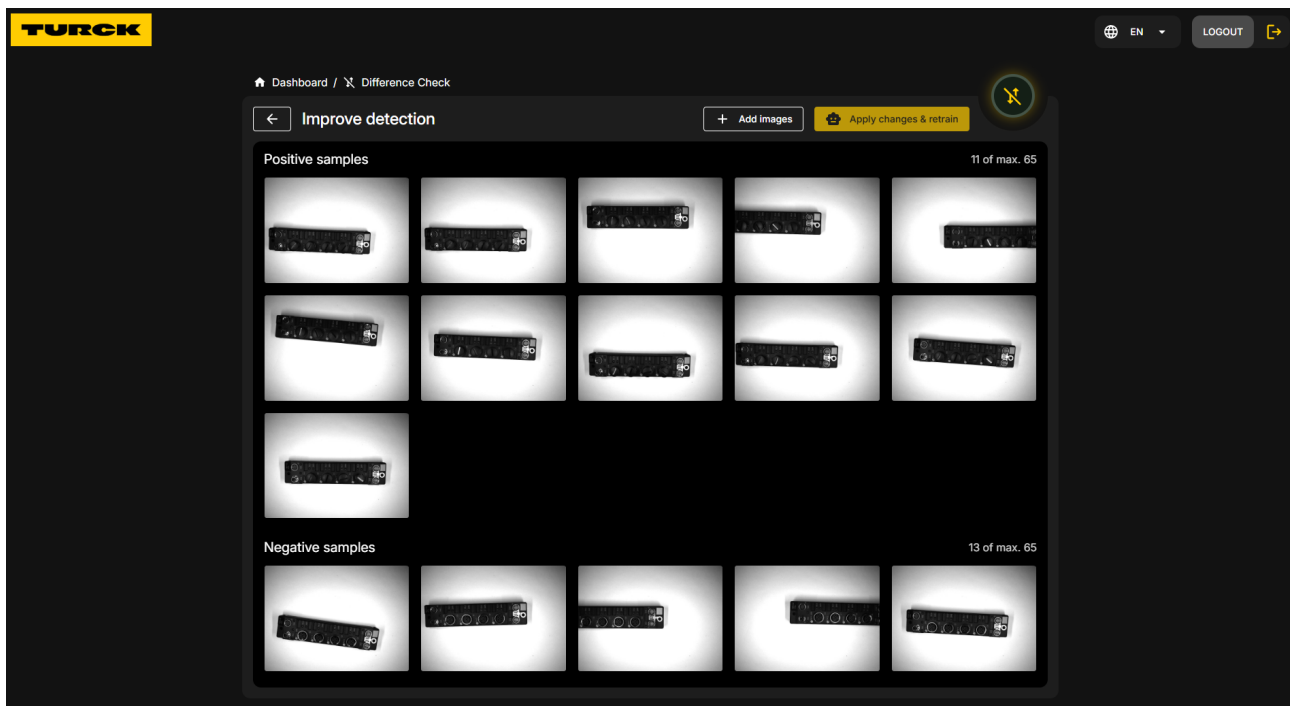 TURCK
EN
LOGOUT
Dashboard / Difference Check
Improve detection
Add images
Apply changes & retrain
Positive samples
11 of max. 65
Negative samples
13 of max. 65